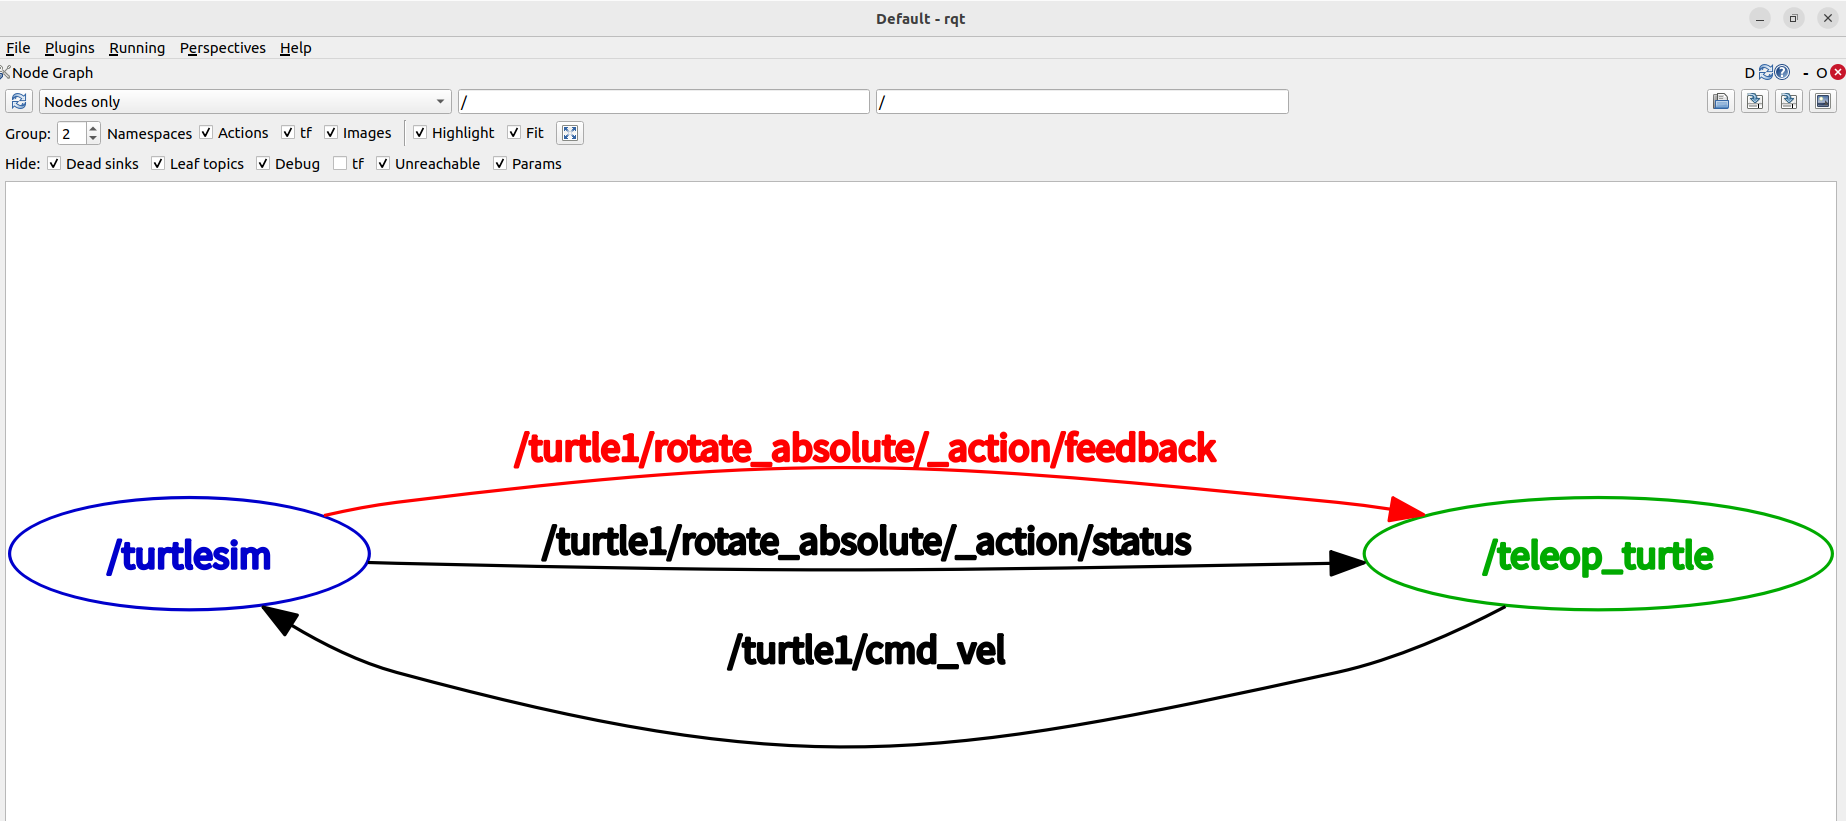 Default - rqt
File Plugins Running Perspectives Help
Node Graph D - O
Nodes only / /
Group: 2 Namespaces Actions tf Images Highlight Fit
Hide: Dead sinks Leaf topics Debug tf Unreachable Params
/turtle1/rotate_absolute/_action/feedback
/turtle1/rotate_absolute/_action/status
/turtlesim /teleop_turtle
/turtle1/cmd_vel